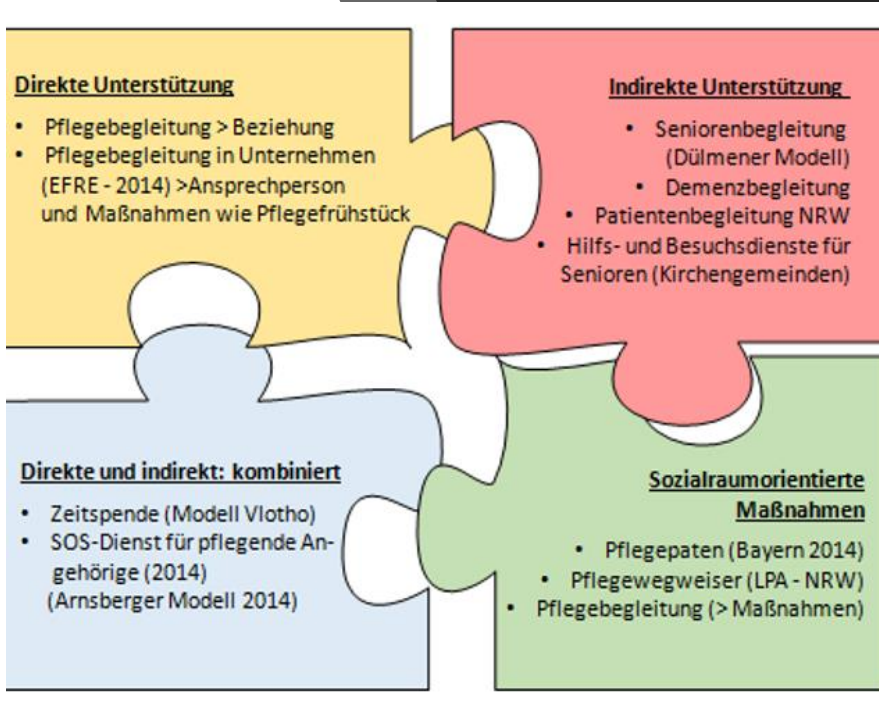 Direkte Unterstützung
• Pflegebegleitung > Beziehung
• Pflegebegleitung in Unternehmen
(EFRE - 2014) >Ansprechperson
und Maßnahmen wie Pflegefrühstück
Indirekte Unterstützung
• Seniorenbegleitung
(Dülmener Modell)
• Demenzbegleitung
• Patientenbegleitung NRW
• Hilfs- und Besuchsdienste für
Senioren (Kirchengemeinden)
Direkte und indirekt: kombiniert
• Zeitspende (Modell Vlotho)
• SOS-Dienst für pflegende An-
gehörige (2014)
(Arnsberger Modell 2014)
Sozialraumorientierte
Maßnahmen
• Pflegepaten (Bayern 2014)
• Pflegewegweiser (LPA - NRW)
• Pflegebegleitung (> Maßnahmen)